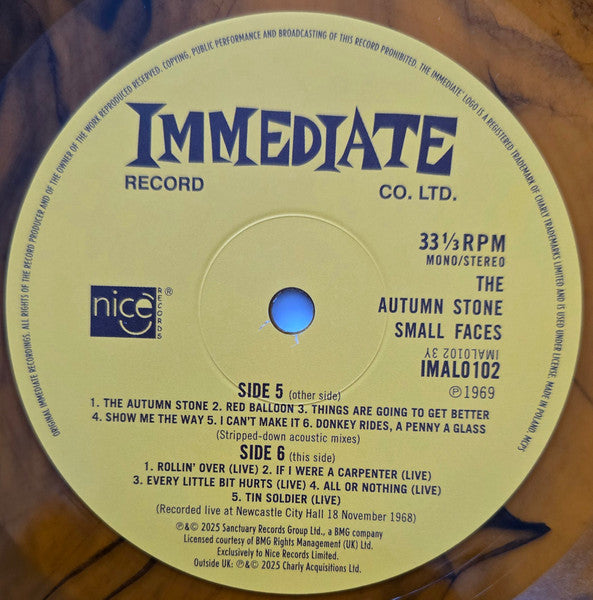 ORIGINAL IMMEDIATE RECORDINGS. ALL RIGHTS OF THE RECORD PRODUCER AND OF THE OWNER OF THE WORK REPRODUCED RESERVED. COPYING, PUBLIC PERFORMANCE AND BROADCASTING OF THIS RECORD PROHIBITED. THE IMMEDIATE® LOGO IS A REGISTERED TRADEMARK OF CHARLY TRADEMARKS LIMITED AND IS USED UNDER LICENSE. MADE IN POLAND. MCPS
IMMEDIATE
RECORD CO. LTD.
33⅓ RPM
MONO/STEREO
THE
AUTUMN STONE
SMALL FACES
IMAL0102 3Y
IMAL0102
℗ 1969
nice RECORDS ®
SIDE 5 (other side)
1. THE AUTUMN STONE 2. RED BALLOON 3. THINGS ARE GOING TO GET BETTER
4. SHOW ME THE WAY 5. I CAN'T MAKE IT 6. DONKEY RIDES, A PENNY A GLASS
(Stripped-down acoustic mixes)
SIDE 6 (this side)
1. ROLLIN' OVER (LIVE) 2. IF I WERE A CARPENTER (LIVE)
3. EVERY LITTLE BIT HURTS (LIVE) 4. ALL OR NOTHING (LIVE)
5. TIN SOLDIER (LIVE)
(Recorded live at Newcastle City Hall 18 November 1968)
℗&© 2025 Sanctuary Records Group Ltd., a BMG company
Licensed courtesy of BMG Rights Management (UK) Ltd.
Exclusively to Nice Records Limited.
Outside UK: ℗&© 2025 Charly Acquisitions Ltd.